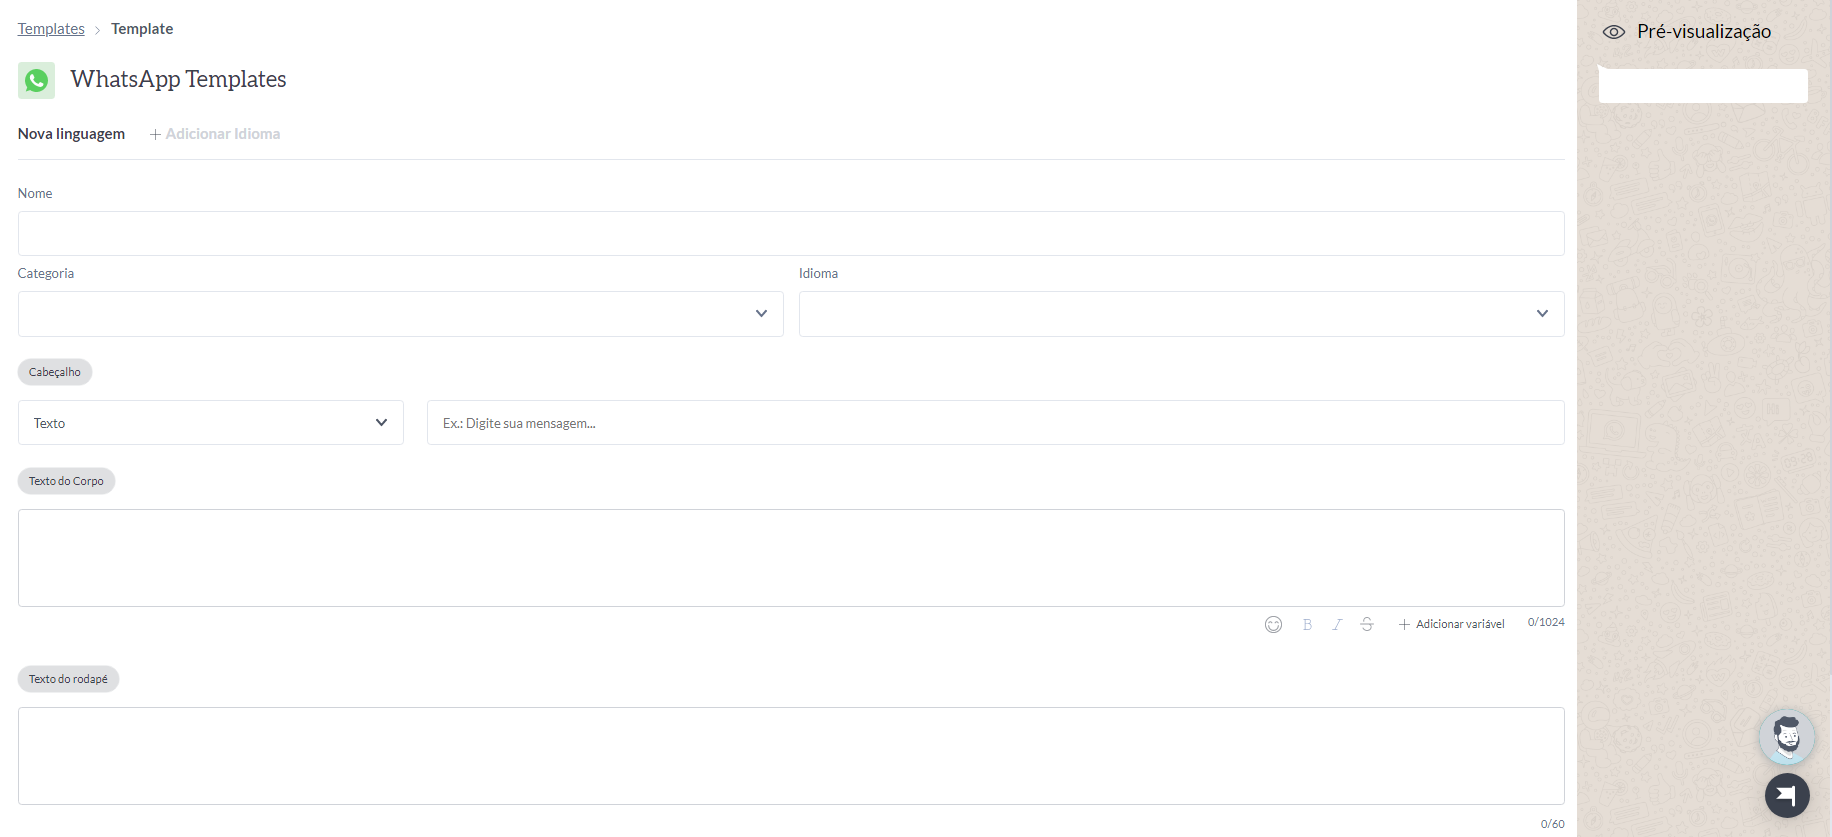 Templates > Template
Pré-visualização
WhatsApp Templates
Nova linguagem + Adicionar Idioma
Nome
Categoria Idioma
Cabeçalho
Texto Ex.: Digite sua mensagem...
Texto do Corpo
B I S + Adicionar variável 0/1024
Texto do rodapé
0/60